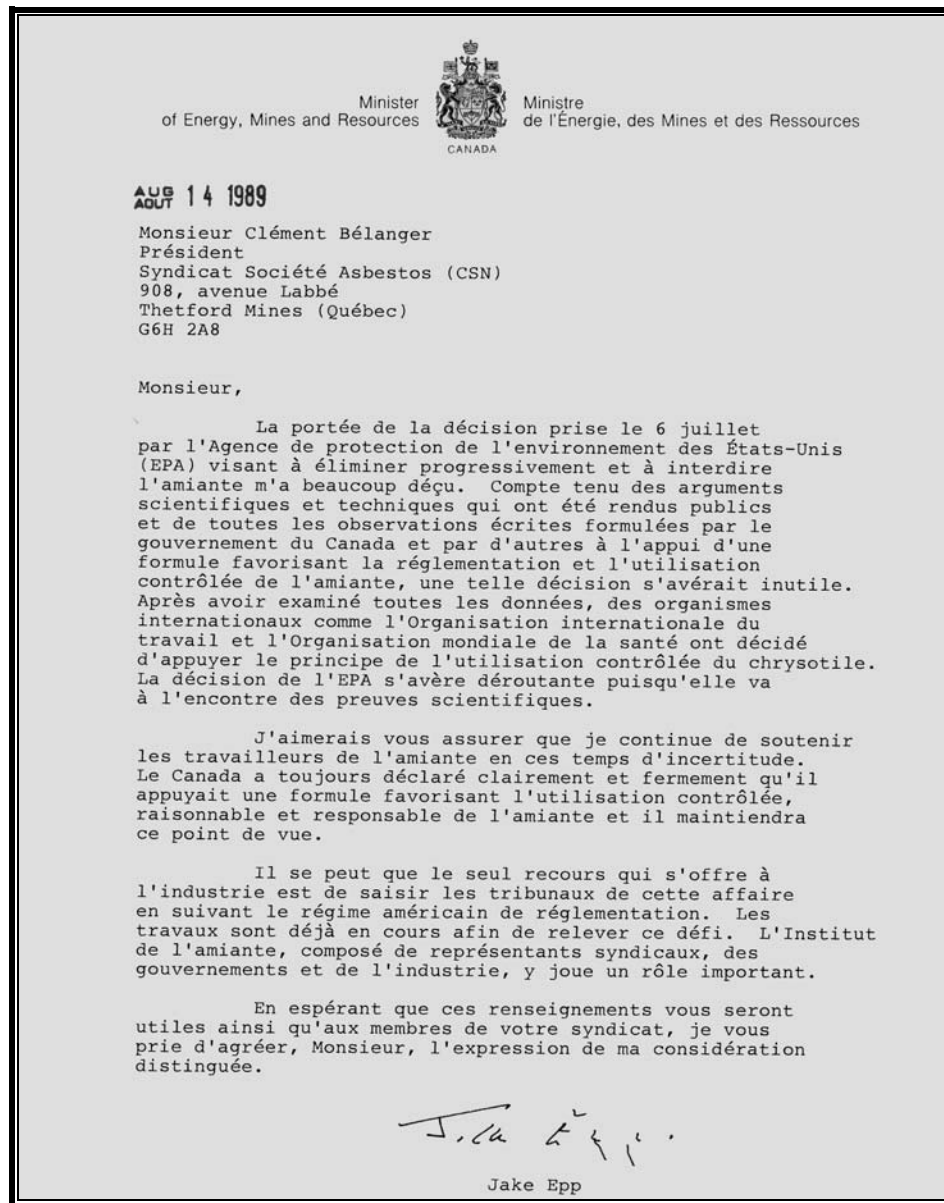 Minister
of Energy, Mines and Resources
Ministre
de l'Énergie, des Mines et des Ressources
CANADA
AUG
AOUT 14 1989
Monsieur Clément Bélanger
Président
Syndicat Société Asbestos (CSN)
908, avenue Labbé
Thetford Mines (Québec)
G6H 2A8
Monsieur,
La portée de la décision prise le 6 juillet
par l'Agence de protection de l'environnement des États-Unis
(EPA) visant à éliminer progressivement et à interdire
l'amiante m'a beaucoup déçu. Compte tenu des arguments
scientifiques et techniques qui ont été rendus publics
et de toutes les observations écrites formulées par le
gouvernement du Canada et par d'autres à l'appui d'une
formule favorisant la réglementation et l'utilisation
contrôlée de l'amiante, une telle décision s'avérait inutile.
Après avoir examiné toutes les données, des organismes
internationaux comme l'Organisation internationale du
travail et l'Organisation mondiale de la santé ont décidé
d'appuyer le principe de l'utilisation contrôlée du chrysotile.
La décision de l'EPA s'avère déroutante puisqu'elle va
à l'encontre des preuves scientifiques.
J'aimerais vous assurer que je continue de soutenir
les travailleurs de l'amiante en ces temps d'incertitude.
Le Canada a toujours déclaré clairement et fermement qu'il
appuyait une formule favorisant l'utilisation contrôlée,
raisonnable et responsable de l'amiante et il maintiendra
ce point de vue.
Il se peut que le seul recours qui s'offre à
l'industrie est de saisir les tribunaux de cette affaire
en suivant le régime américain de réglementation. Les
travaux sont déjà en cours afin de relever ce défi. L'Institut
de l'amiante, composé de représentants syndicaux, des
gouvernements et de l'industrie, y joue un rôle important.
En espérant que ces renseignements vous seront
utiles ainsi qu'aux membres de votre syndicat, je vous
prie d'agréer, Monsieur, l'expression de ma considération
distinguée.
Jake Epp